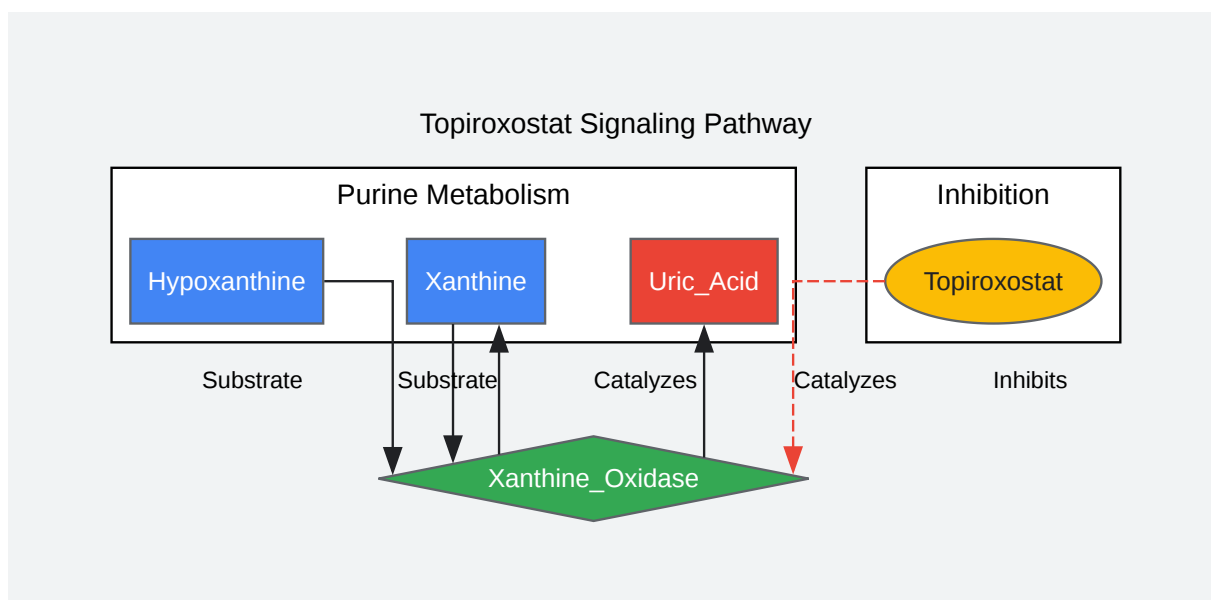 Topiroxostat Signaling Pathway
Purine Metabolism
Inhibition
Hypoxanthine
Xanthine
Uric_Acid
Topiroxostat
Substrate
Substrate
Catalyzes
Catalyzes
Inhibits
Xanthine_Oxidase